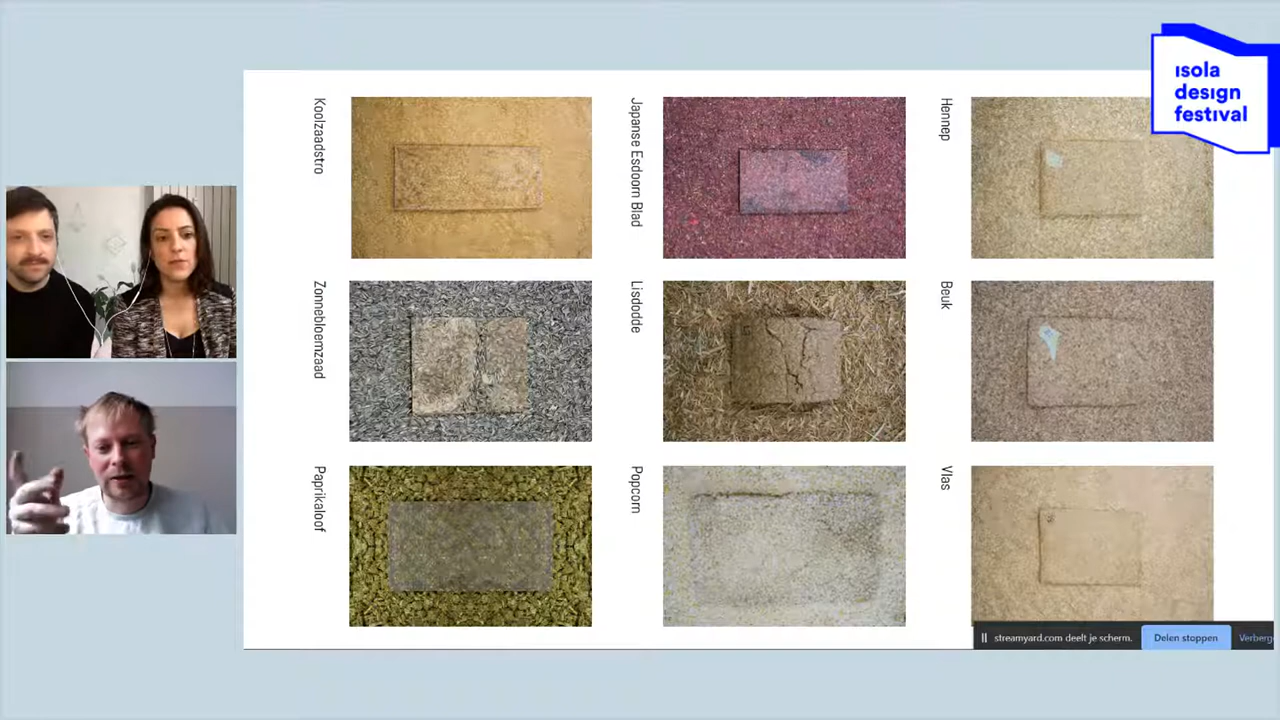 ısola
design
festival
Koolzaadstro
Japanse Esdoorn Blad
Hennep
Zonnebloemzaad
Lisdodde
Beuk
Paprikaloof
Popcorn
Vlas
streamyard.com deelt je scherm.
Delen stoppen
Verberg